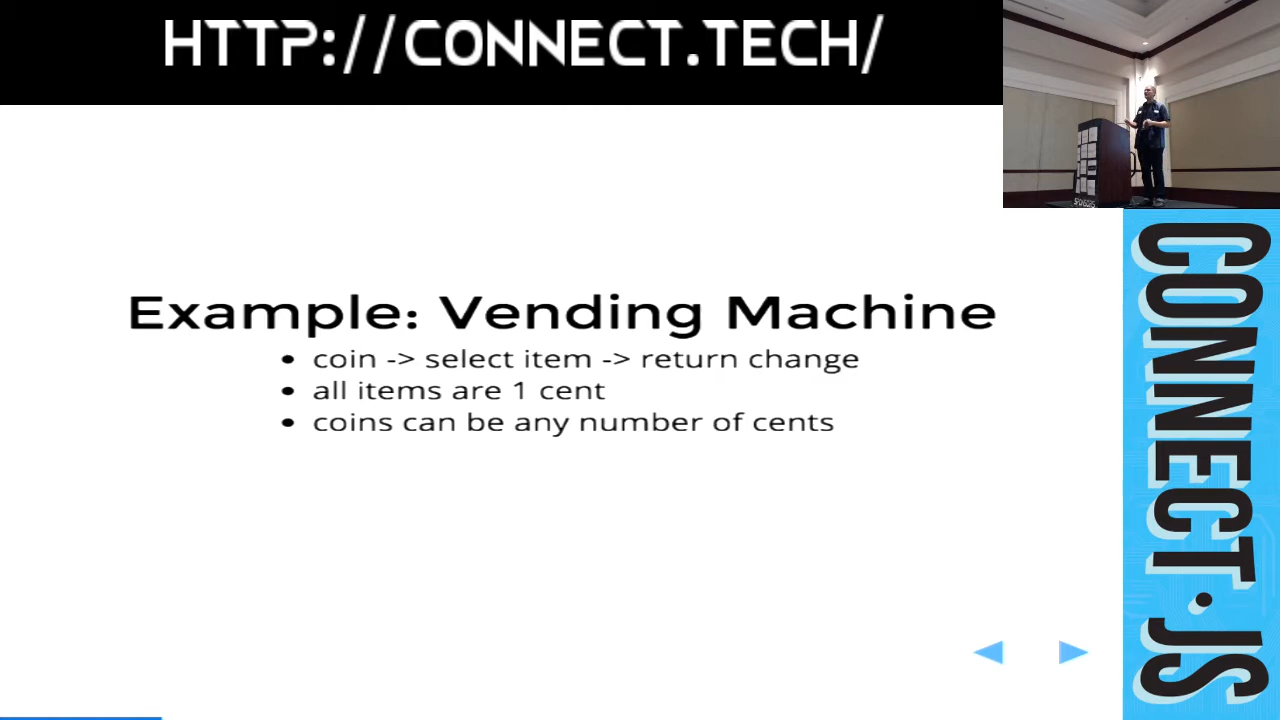 HTTP://CONNECT.TECH/
Example: Vending Machine
• coin -> select item -> return change
• all items are 1 cent
• coins can be any number of cents
CONNECT.JS